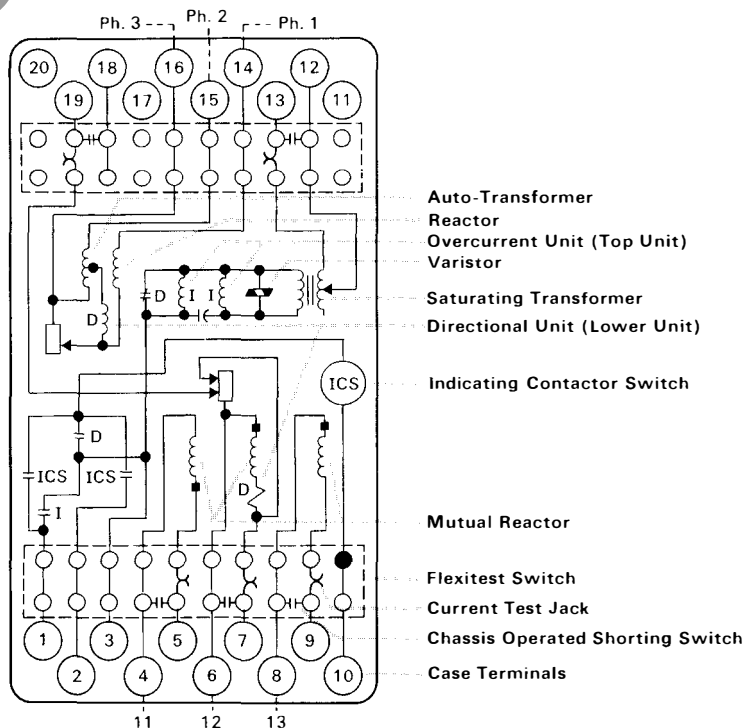 Ph. 3 Ph. 2 Ph. 1
20 18 16 14 12
19 17 15 13 11
Auto-Transformer
Reactor
Overcurrent Unit (Top Unit)
Varistor
D I I
Saturating Transformer
D
Directional Unit (Lower Unit)
ICS
Indicating Contactor Switch
D
ICS ICS
D
I
Mutual Reactor
Flexitest Switch
Current Test Jack
1 3 5 7 9
Chassis Operated Shorting Switch
2 4 6 8 10
Case Terminals
11 12 13